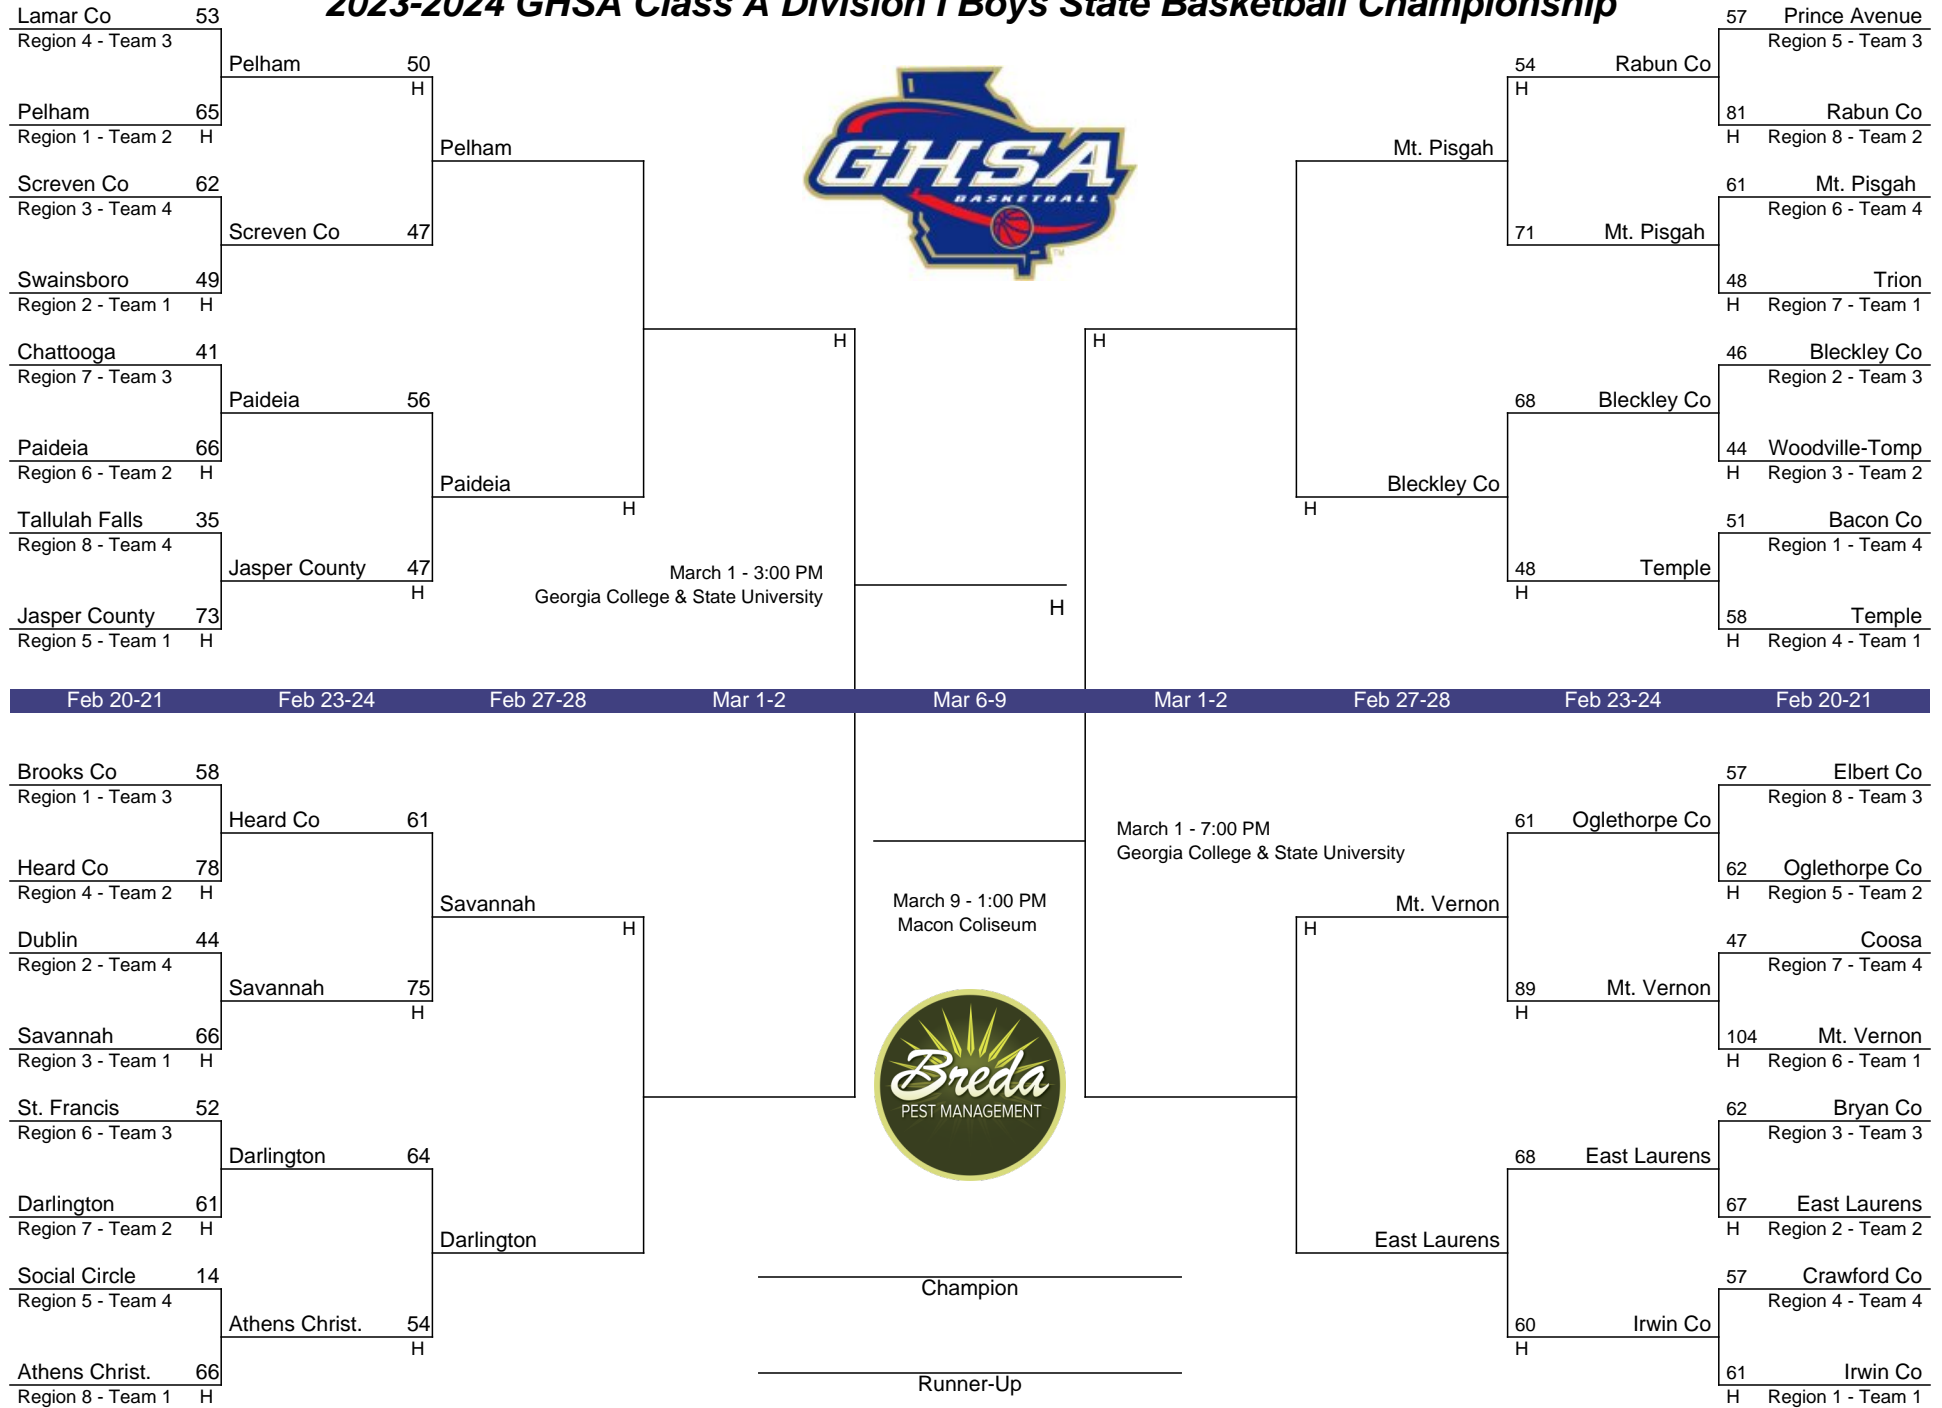 2023-2024 GHSA Class A Division I Boys State Basketball Championship
Lamar Co 53
Region 4 - Team 3
Pelham 50
H
Pelham 65
Region 1 - Team 2 H
Pelham
Screven Co 62
Region 3 - Team 4
Screven Co 47
Swainsboro 49
Region 2 - Team 1 H
H
Chattooga 41
Region 7 - Team 3
Paideia 56
Paideia 66
Region 6 - Team 2 H
Paideia
H
Tallulah Falls 35
Region 8 - Team 4
Jasper County 47
H
Jasper County 73
Region 5 - Team 1 H
March 1 - 3:00 PM
Georgia College & State University
H
GHSA
BASKETBALL
TM
57 Prince Avenue
Region 5 - Team 3
54 Rabun Co
H
81 Rabun Co
H Region 8 - Team 2
Mt. Pisgah
61 Mt. Pisgah
Region 6 - Team 4
71 Mt. Pisgah
48 Trion
H Region 7 - Team 1
H
46 Bleckley Co
Region 2 - Team 3
68 Bleckley Co
44 Woodville-Tomp
H Region 3 - Team 2
Bleckley Co
H
51 Bacon Co
Region 1 - Team 4
48 Temple
H
58 Temple
H Region 4 - Team 1
Feb 20-21 Feb 23-24 Feb 27-28 Mar 1-2 Mar 6-9 Mar 1-2 Feb 27-28 Feb 23-24 Feb 20-21
Brooks Co 58
Region 1 - Team 3
Heard Co 61
Heard Co 78
Region 4 - Team 2 H
Savannah
H
Dublin 44
Region 2 - Team 4
Savannah 75
H
Savannah 66
Region 3 - Team 1 H
St. Francis 52
Region 6 - Team 3
Darlington 64
Darlington 61
Region 7 - Team 2 H
Darlington
Social Circle 14
Region 5 - Team 4
Athens Christ. 54
H
Athens Christ. 66
Region 8 - Team 1 H
March 9 - 1:00 PM
Macon Coliseum
Breda
PEST MANAGEMENT
Champion
Runner-Up
March 1 - 7:00 PM
Georgia College & State University
57 Elbert Co
Region 8 - Team 3
61 Oglethorpe Co
62 Oglethorpe Co
H Region 5 - Team 2
Mt. Vernon
H
47 Coosa
Region 7 - Team 4
89 Mt. Vernon
H
104 Mt. Vernon
H Region 6 - Team 1
62 Bryan Co
Region 3 - Team 3
68 East Laurens
67 East Laurens
H Region 2 - Team 2
East Laurens
57 Crawford Co
Region 4 - Team 4
60 Irwin Co
H
61 Irwin Co
H Region 1 - Team 1